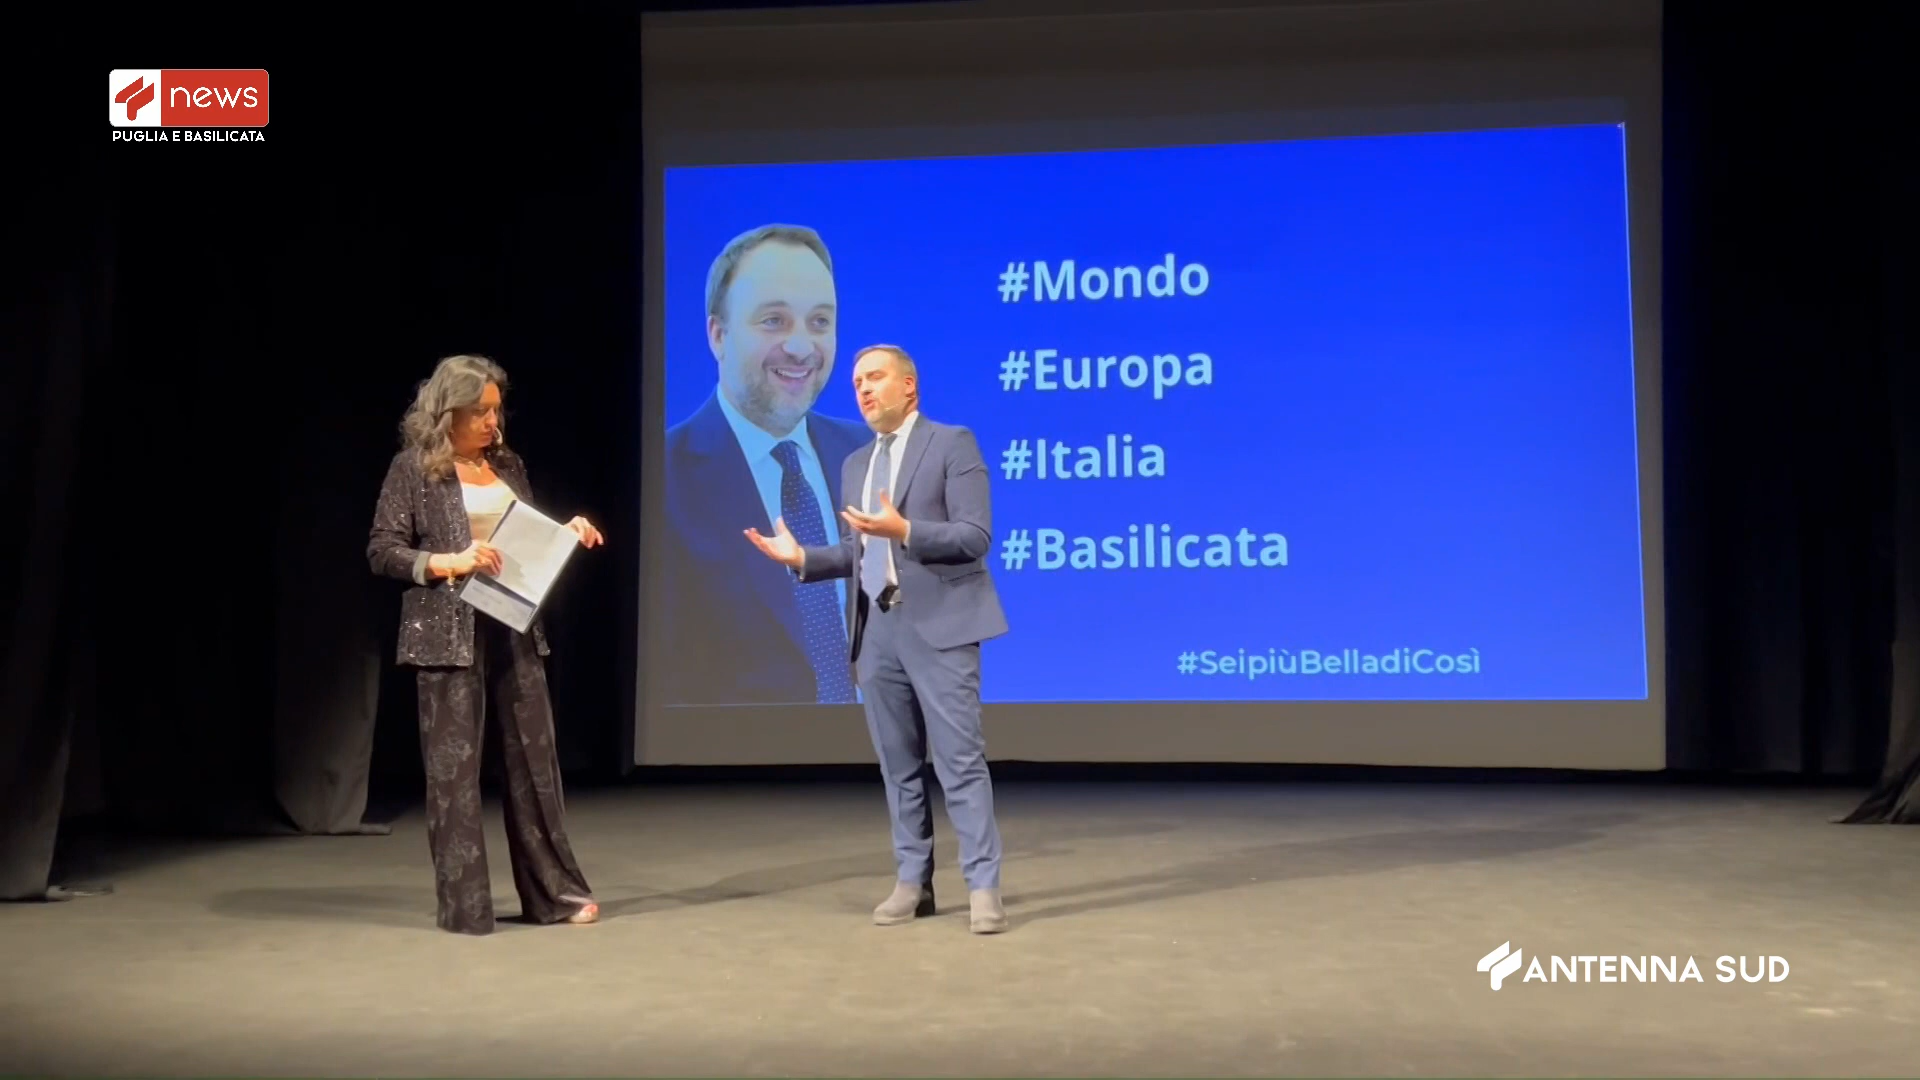 news
PUGLIA E BASILICATA
#Mondo
#Europa
#Italia
#Basilicata
#SeipiùBelladiCosì
ANTENNA SUD